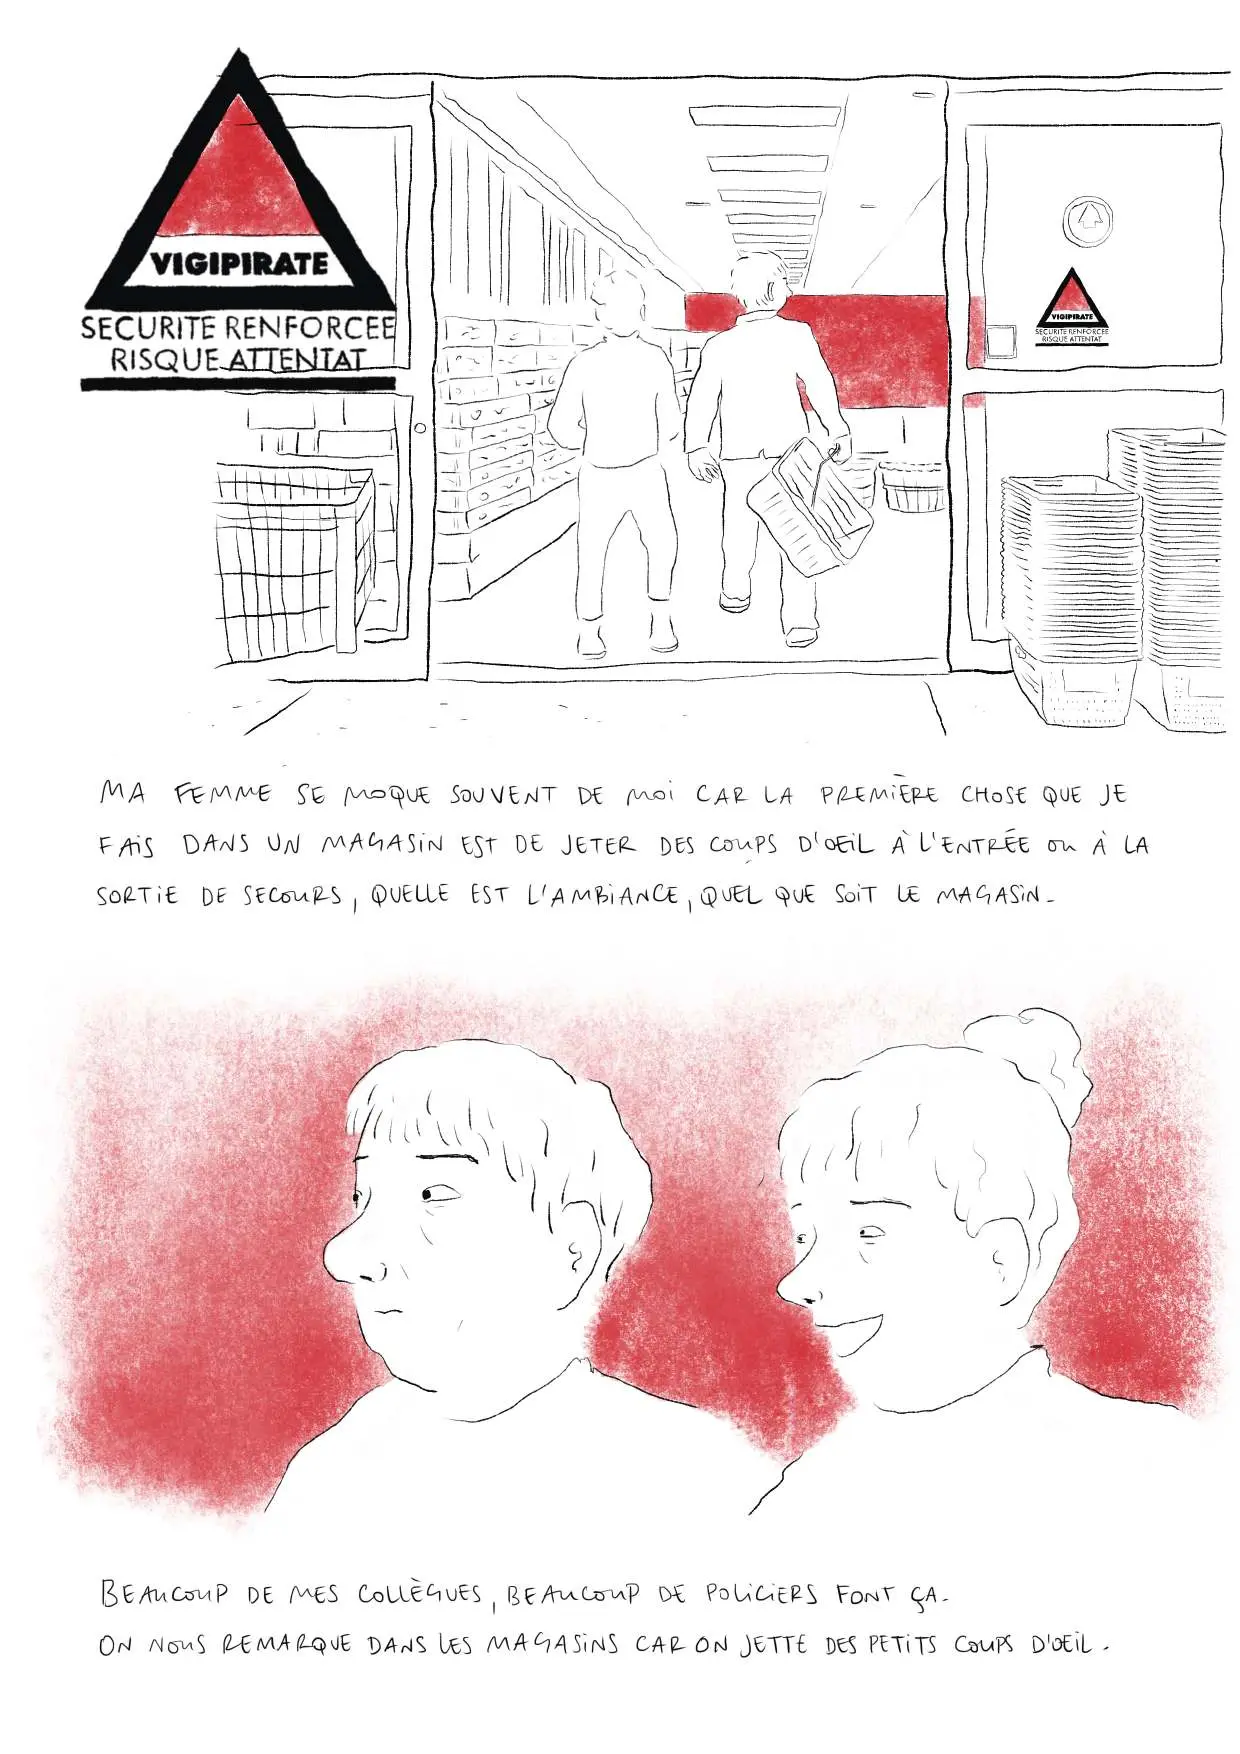 VIGIPIRATE
SECURITE RENFORCEE
RISQUE ATTENTAT
VIGIPIRATE
SECURITE RENFORCEE
RISQUE ATTENTAT
MA FEMME SE MOQUE SOUVENT DE MOI CAR LA PREMIÈRE CHOSE QUE JE
FAIS DANS UN MAGASIN EST DE JETER DES COUPS D'OEIL À L'ENTRÉE OU À LA
SORTIE DE SECOURS, QUELLE EST L'AMBIANCE, QUEL QUE SOIT LE MAGASIN.
BEAUCOUP DE MES COLLÈGUES, BEAUCOUP DE POLICIERS FONT ÇA.
ON NOUS REMARQUE DANS LES MAGASINS CAR ON JETTE DES PETITS COUPS D'OEIL.